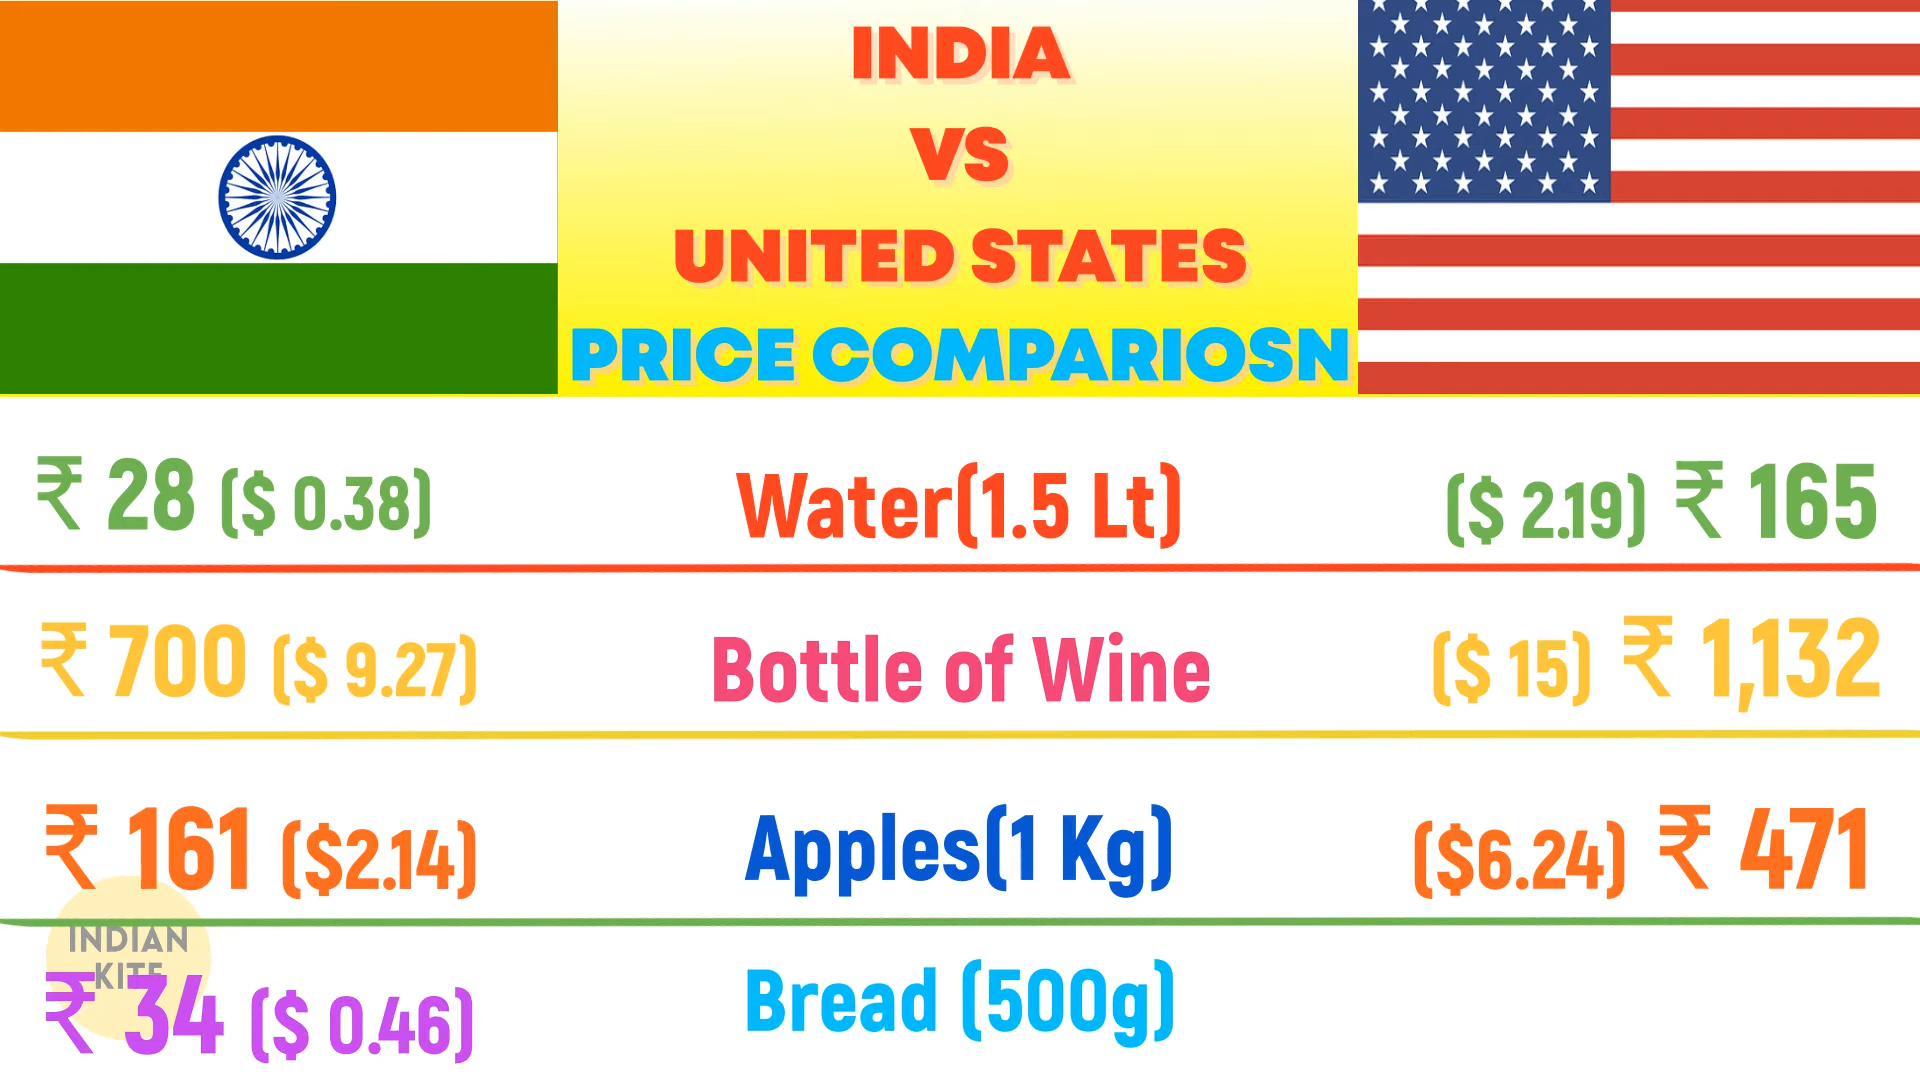 INDIA
VS
UNITED STATES
PRICE COMPARIOSN
₹ 28 ($ 0.38) Water(1.5 Lt) ($ 2.19) ₹ 165
₹ 700 ($ 9.27) Bottle of Wine ($ 15) ₹ 1,132
₹ 161 ($2.14) Apples(1 Kg) ($6.24) ₹ 471
INDIAN
KITE
₹ 34 ($ 0.46) Bread (500g)